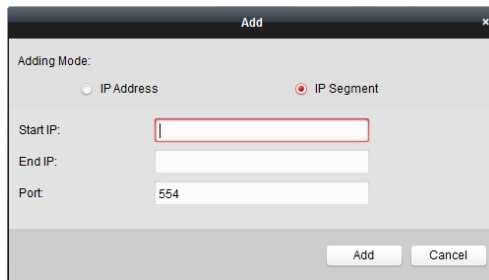 Add
×
Adding Mode:
IP Address IP Segment
Start IP:
End IP:
Port: 554
Add Cancel